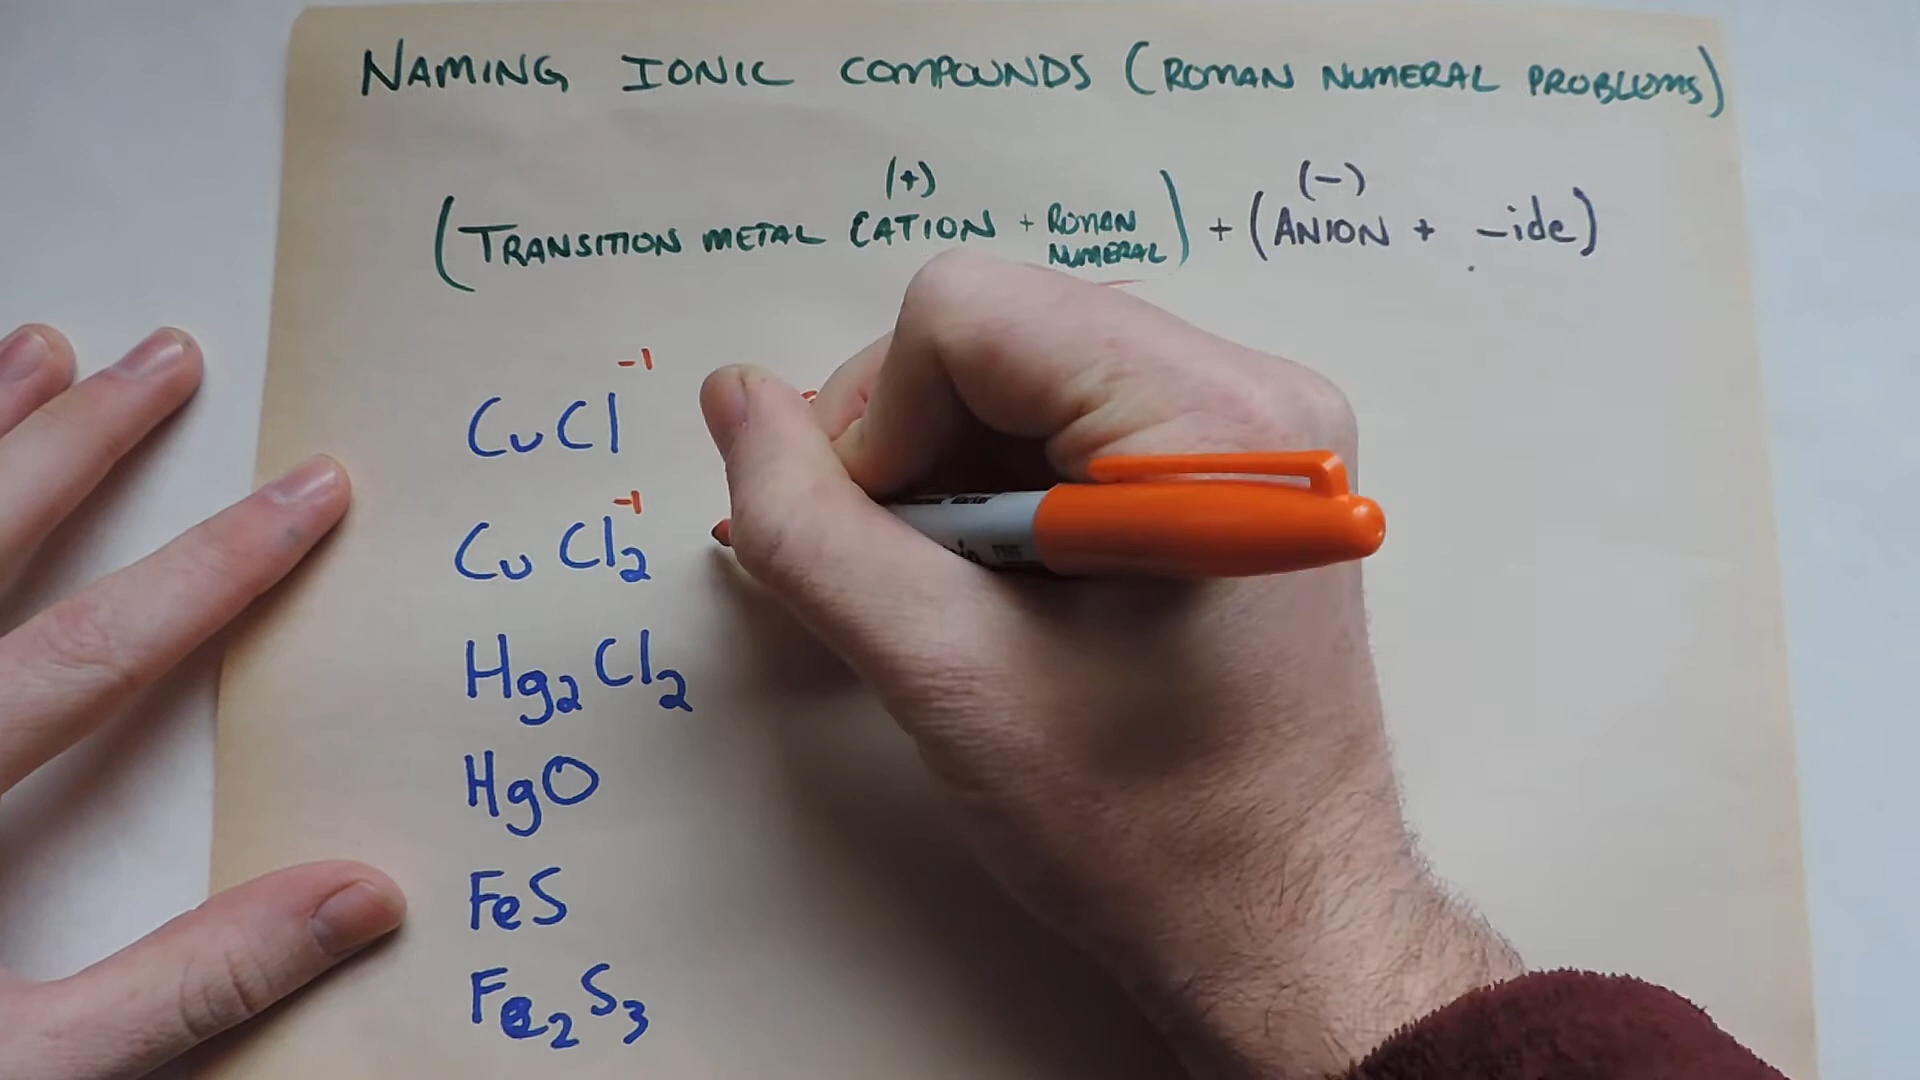 NAMING IONIC COMPOUNDS (ROMAN NUMERAL PROBLEMS)
(+) (-)
(TRANSITION METAL CATION + ROMAN NUMERAL) + (ANION + -ide)
-1
CuCl
-1
CuCl2
Hg2Cl2
HgO
FeS
Fe2S3